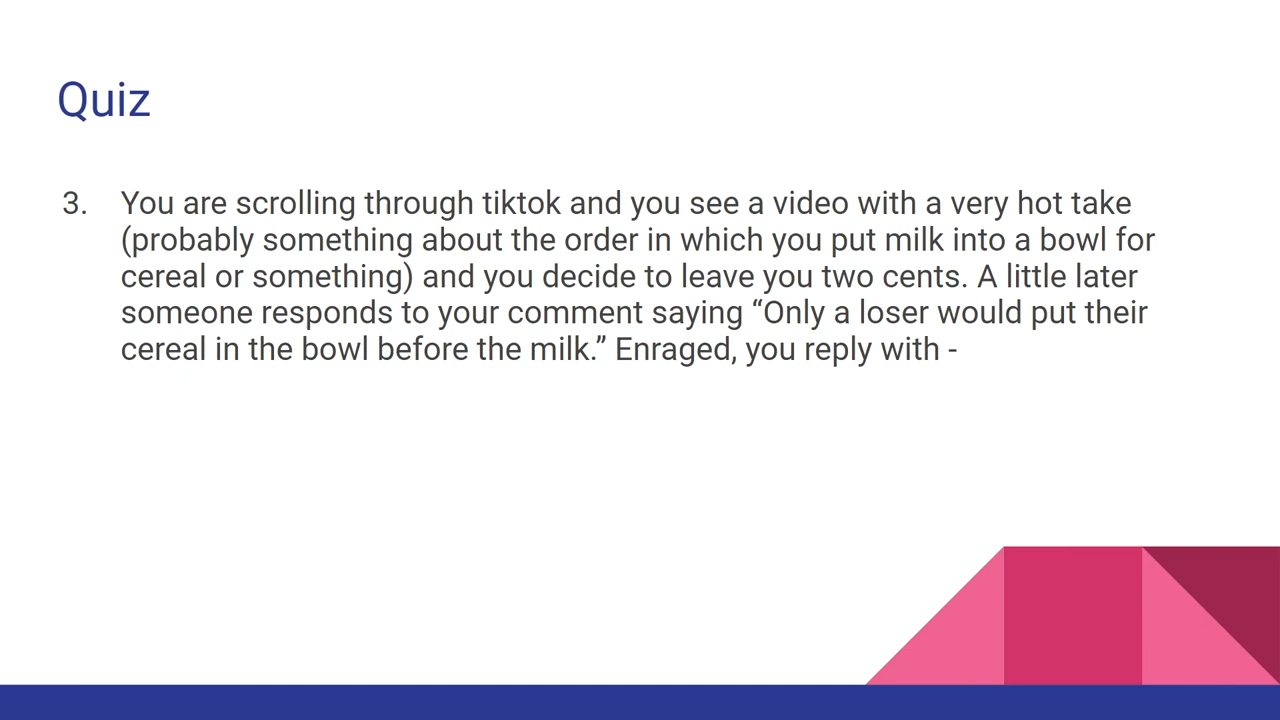 Quiz
3. You are scrolling through tiktok and you see a video with a very hot take
(probably something about the order in which you put milk into a bowl for
cereal or something) and you decide to leave you two cents. A little later
someone responds to your comment saying “Only a loser would put their
cereal in the bowl before the milk.” Enraged, you reply with -